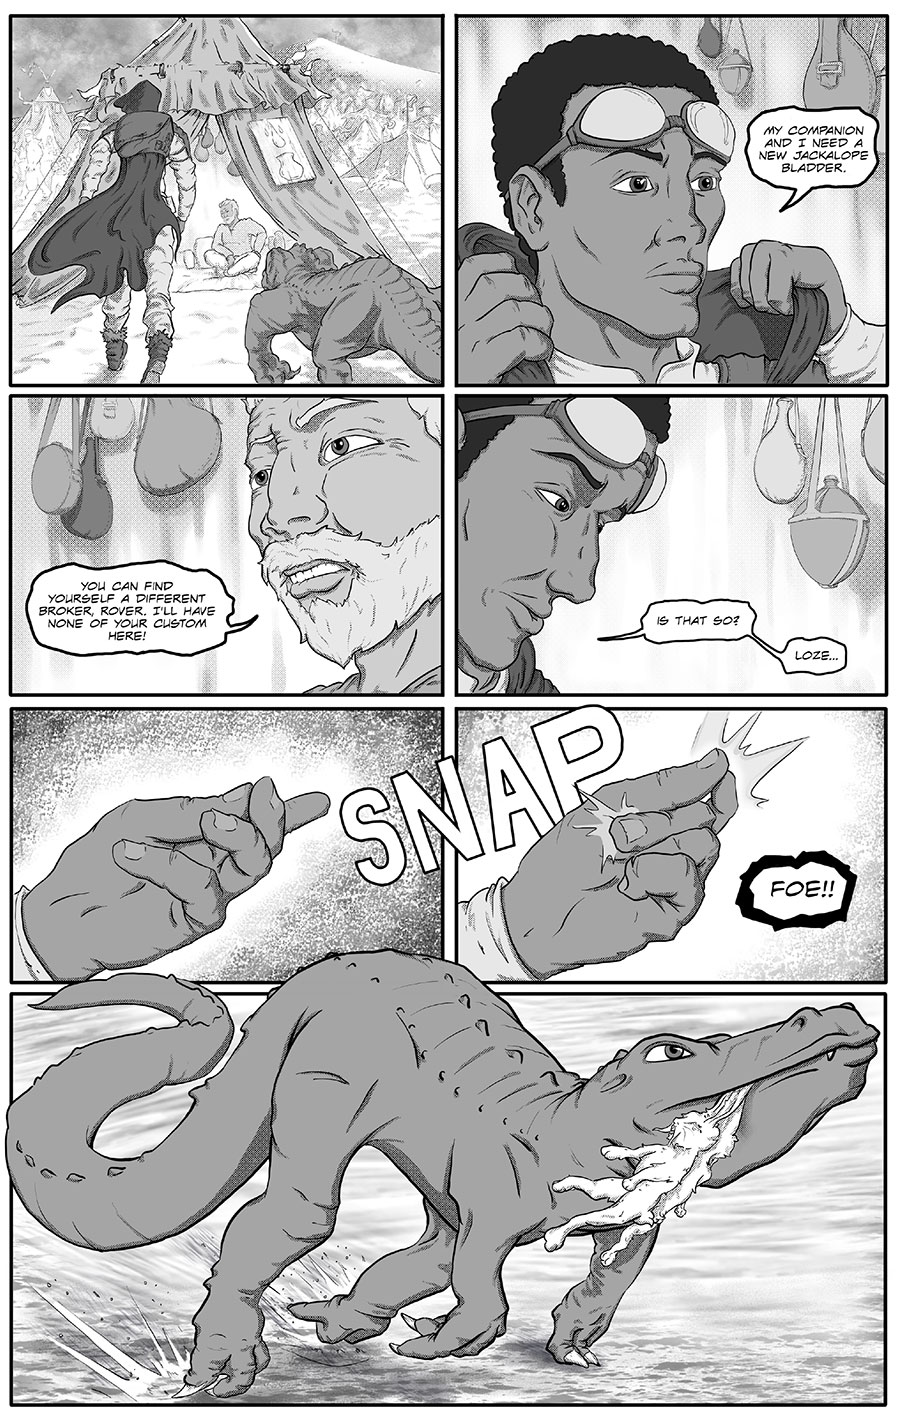 MY COMPANION
AND I NEED A
NEW JACKALOPE
BLADDER.
YOU CAN FIND
YOURSELF A DIFFERENT
BROKER, ROVER. I'LL HAVE
NONE OF YOUR CUSTOM
HERE!
IS THAT SO?
LOZE...
SNAP
FOE!!